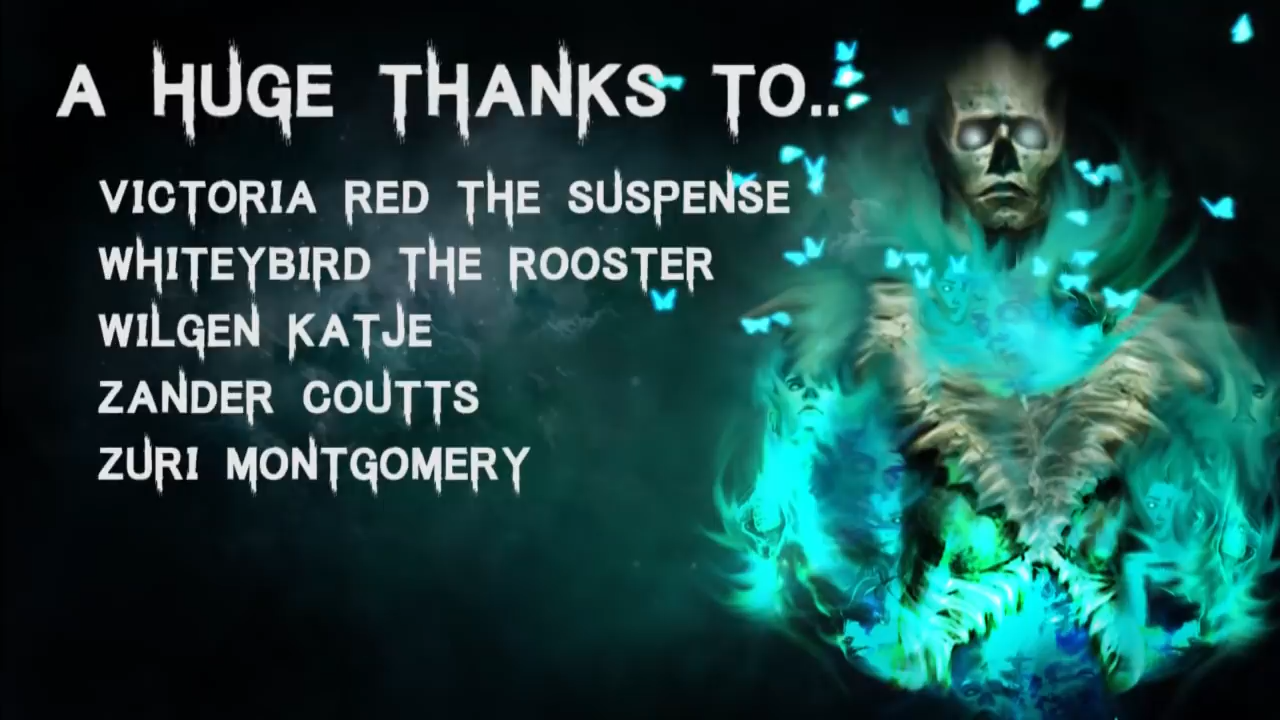 A HUGE THANKS TO..
VICTORIA RED THE SUSPENSE
WHITEYBIRD THE ROOSTER
WILGEN KATJE
ZANDER COUTTS
ZURI MONTGOMERY